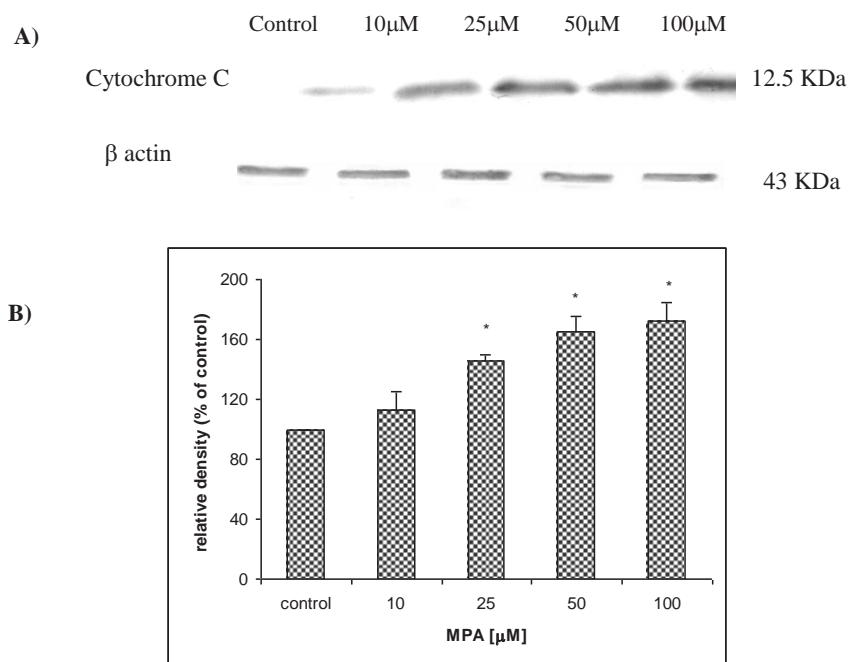 A)
Control 10μM 25μM 50μM 100μM
Cytochrome C 12.5 KDa
β actin 43 KDa
B)
relative density (% of control)
200
160
120
80
40
0
* * *
control 10 25 50 100
MPA [μM]